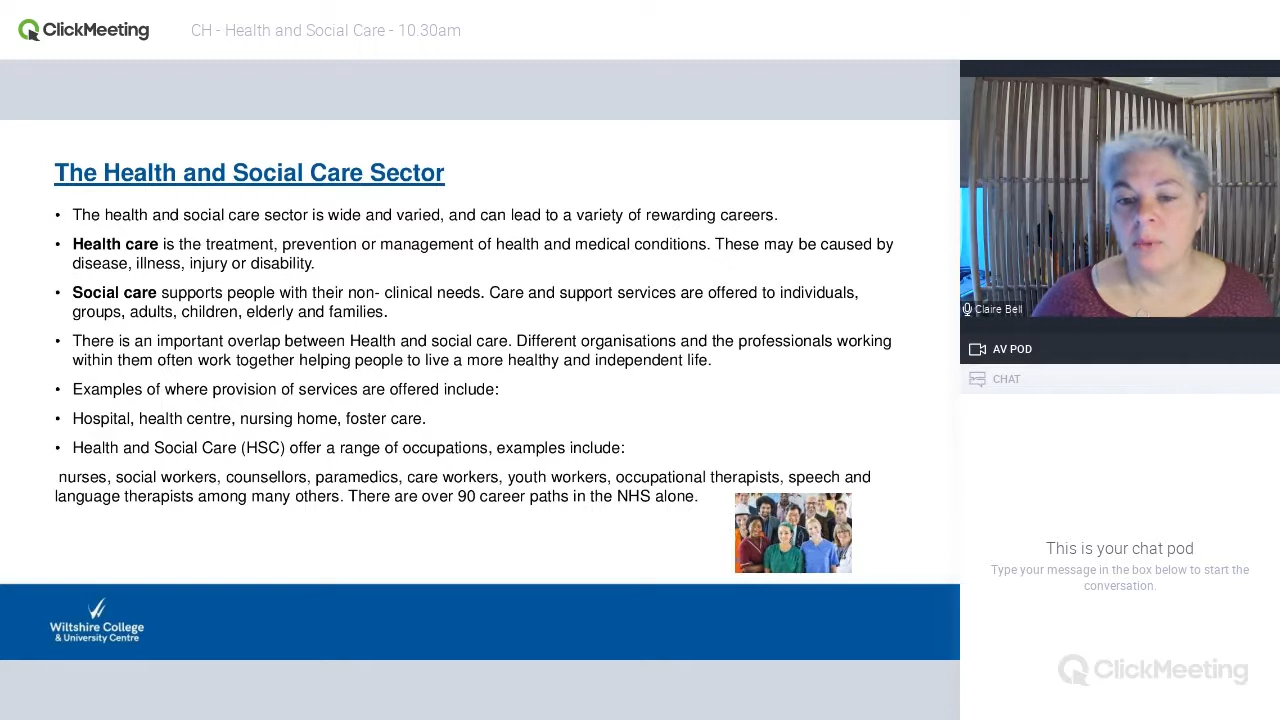 ClickMeeting
CH - Health and Social Care - 10.30am
The Health and Social Care Sector
• The health and social care sector is wide and varied, and can lead to a variety of rewarding careers.
• Health care is the treatment, prevention or management of health and medical conditions. These may be caused by
disease, illness, injury or disability.
• Social care supports people with their non- clinical needs. Care and support services are offered to individuals,
groups, adults, children, elderly and families.
• There is an important overlap between Health and social care. Different organisations and the professionals working
within them often work together helping people to live a more healthy and independent life.
• Examples of where provision of services are offered include:
• Hospital, health centre, nursing home, foster care.
• Health and Social Care (HSC) offer a range of occupations, examples include:
nurses, social workers, counsellors, paramedics, care workers, youth workers, occupational therapists, speech and
language therapists among many others. There are over 90 career paths in the NHS alone.
Wiltshire College
& University Centre
Claire Bell
AV POD
CHAT
This is your chat pod
Type your message in the box below to start the
conversation.
ClickMeeting